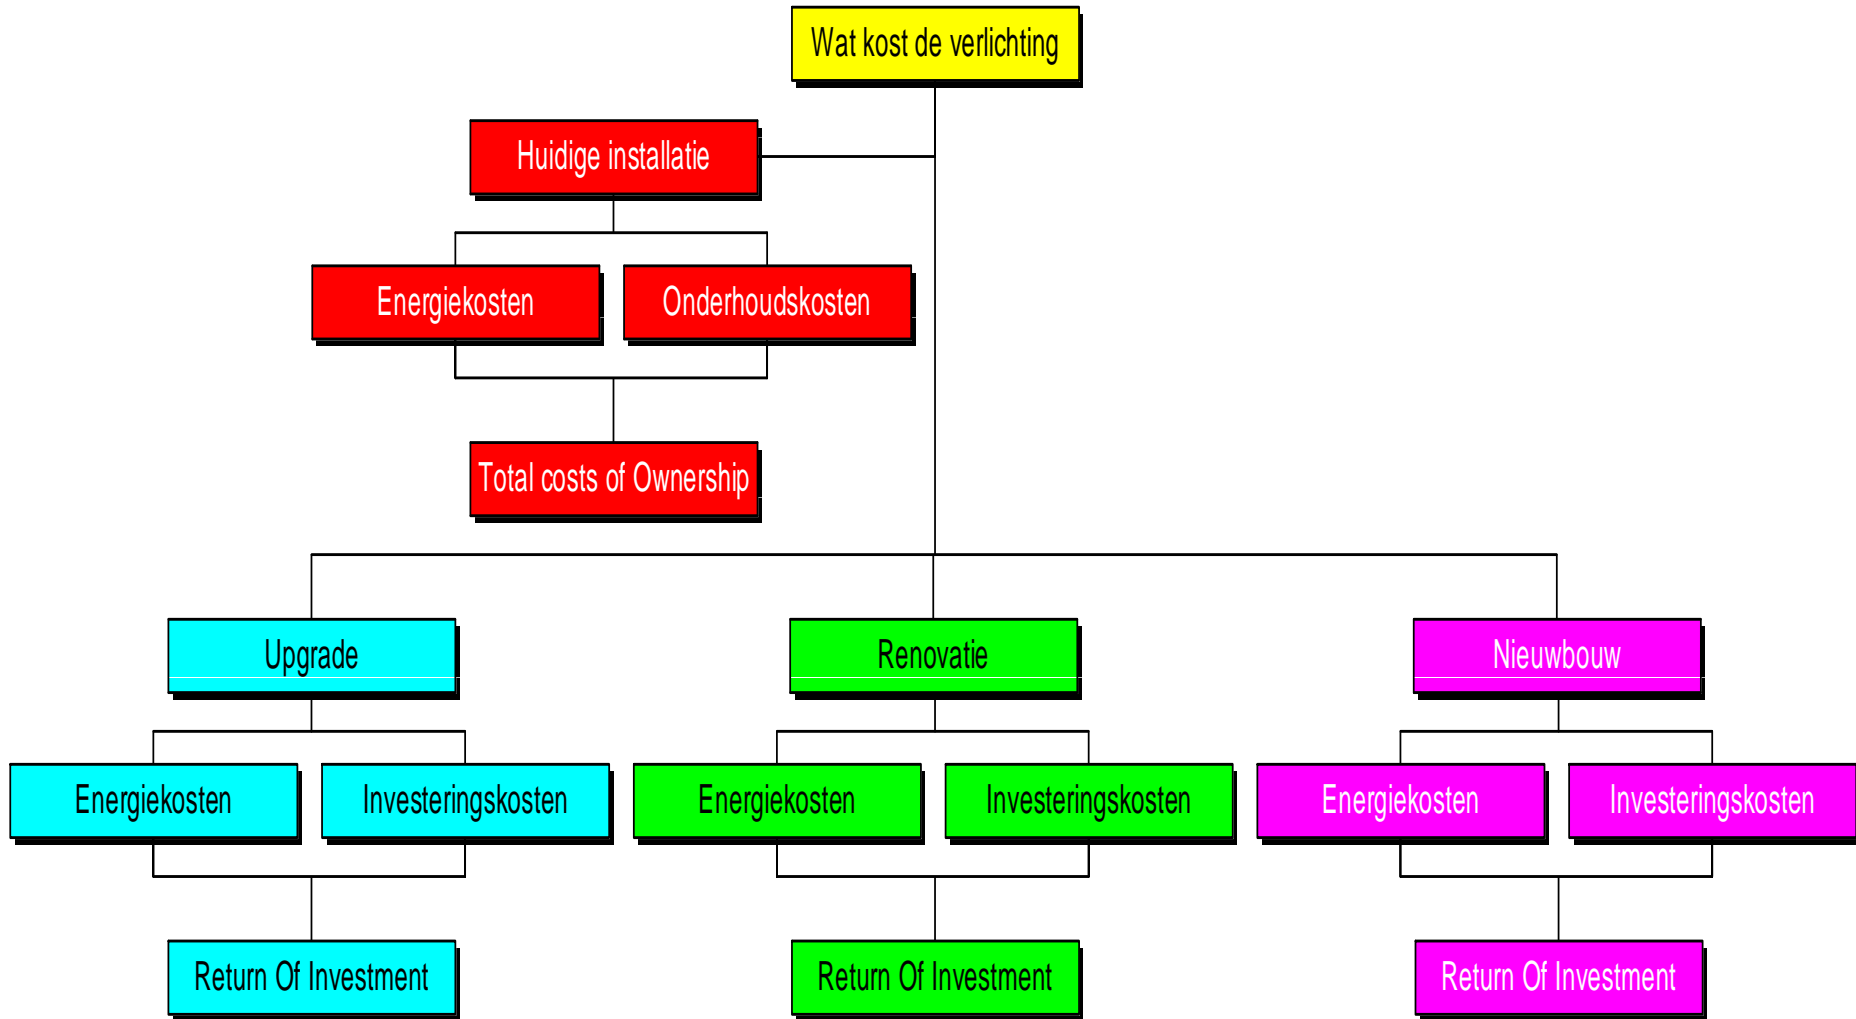 Wat kost de verlichting
Huidige installatie
Energiekosten
Onderhoudskosten
Total costs of Ownership
Upgrade
Renovatie
Nieuwbouw
Energiekosten
Investeringskosten
Energiekosten
Investeringskosten
Energiekosten
Investeringskosten
Return Of Investment
Return Of Investment
Return Of Investment